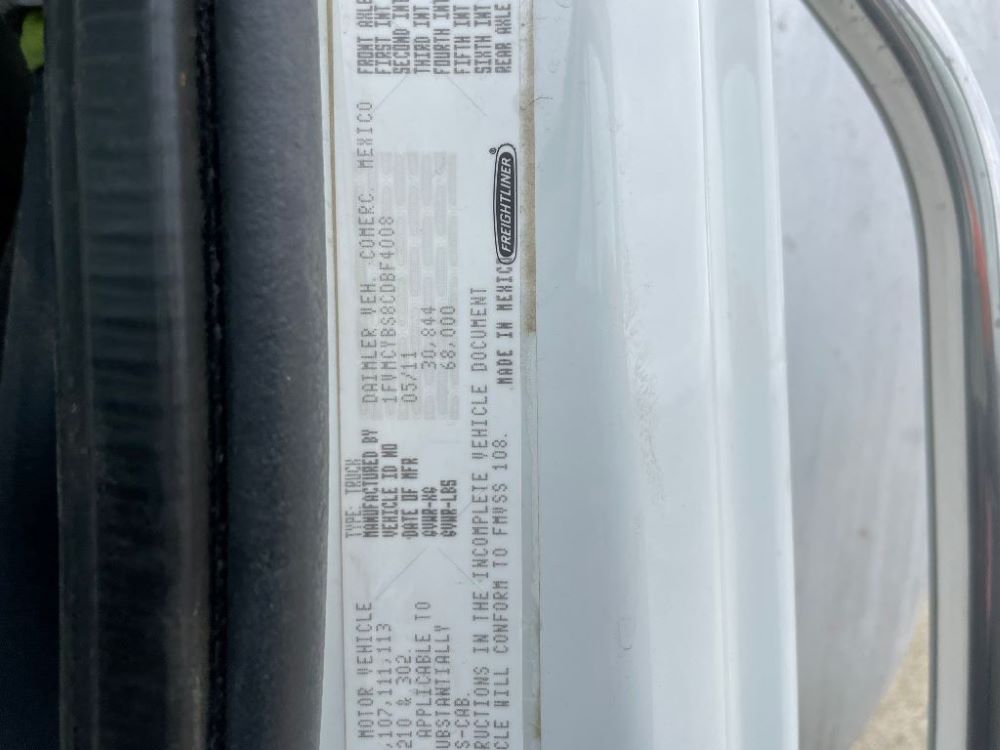 MOTOR VEHICLE
,107,111,113
210 & 302.
APPLICABLE TO
UBSTANTIALLY
S-CAB.
RUCTIONS IN THE INCOMPLETE VEHICLE DOCUMENT
CLE WILL CONFORM TO FMVSS 108.
TYPE: TRUCK
MANUFACTURED BY DAIMLER VEH. COMERC. MEXICO
VEHICLE ID NO 1FVMCYBS8CDBF4008
DATE OF MFR 05/11
GVWR-KG 30,844
GVWR-LBS 68,000
MADE IN MEXICO
FREIGHTLINER®
FRONT AXLE
FIRST INT
SECOND INT
THIRD INT
FOURTH INT
FIFTH INT
SIXTH INT
REAR AXLE